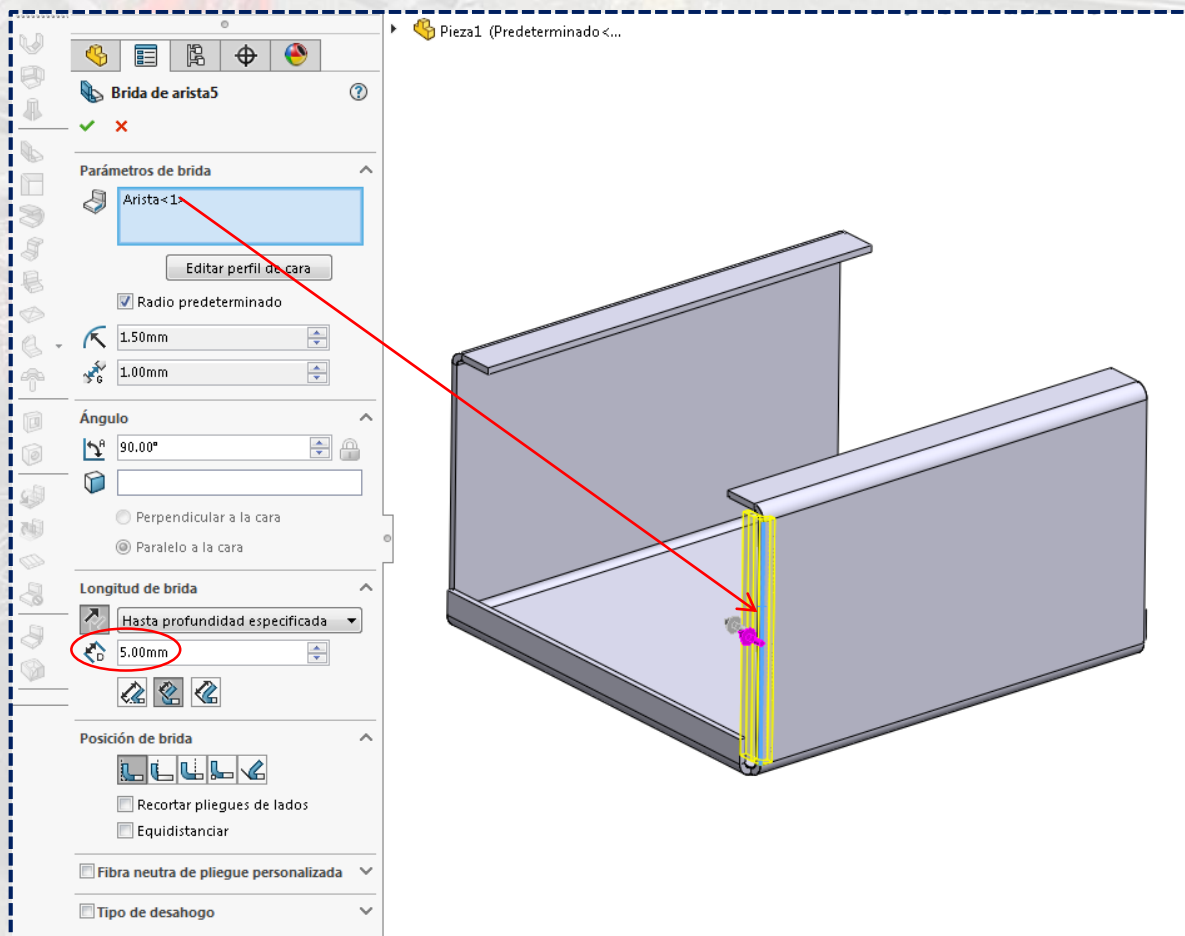 Pieza1 (Predeterminado<...
Brida de arista5
Parámetros de brida
Arista<1>
Editar perfil de cara
Radio predeterminado
1.50mm
G
1.00mm
Ángulo
A
90.00°
Perpendicular a la cara
Paralelo a la cara
Longitud de brida
Hasta profundidad especificada
D
5.00mm
Posición de brida
Recortar pliegues de lados
Equidistanciar
Fibra neutra de pliegue personalizada
Tipo de desahogo